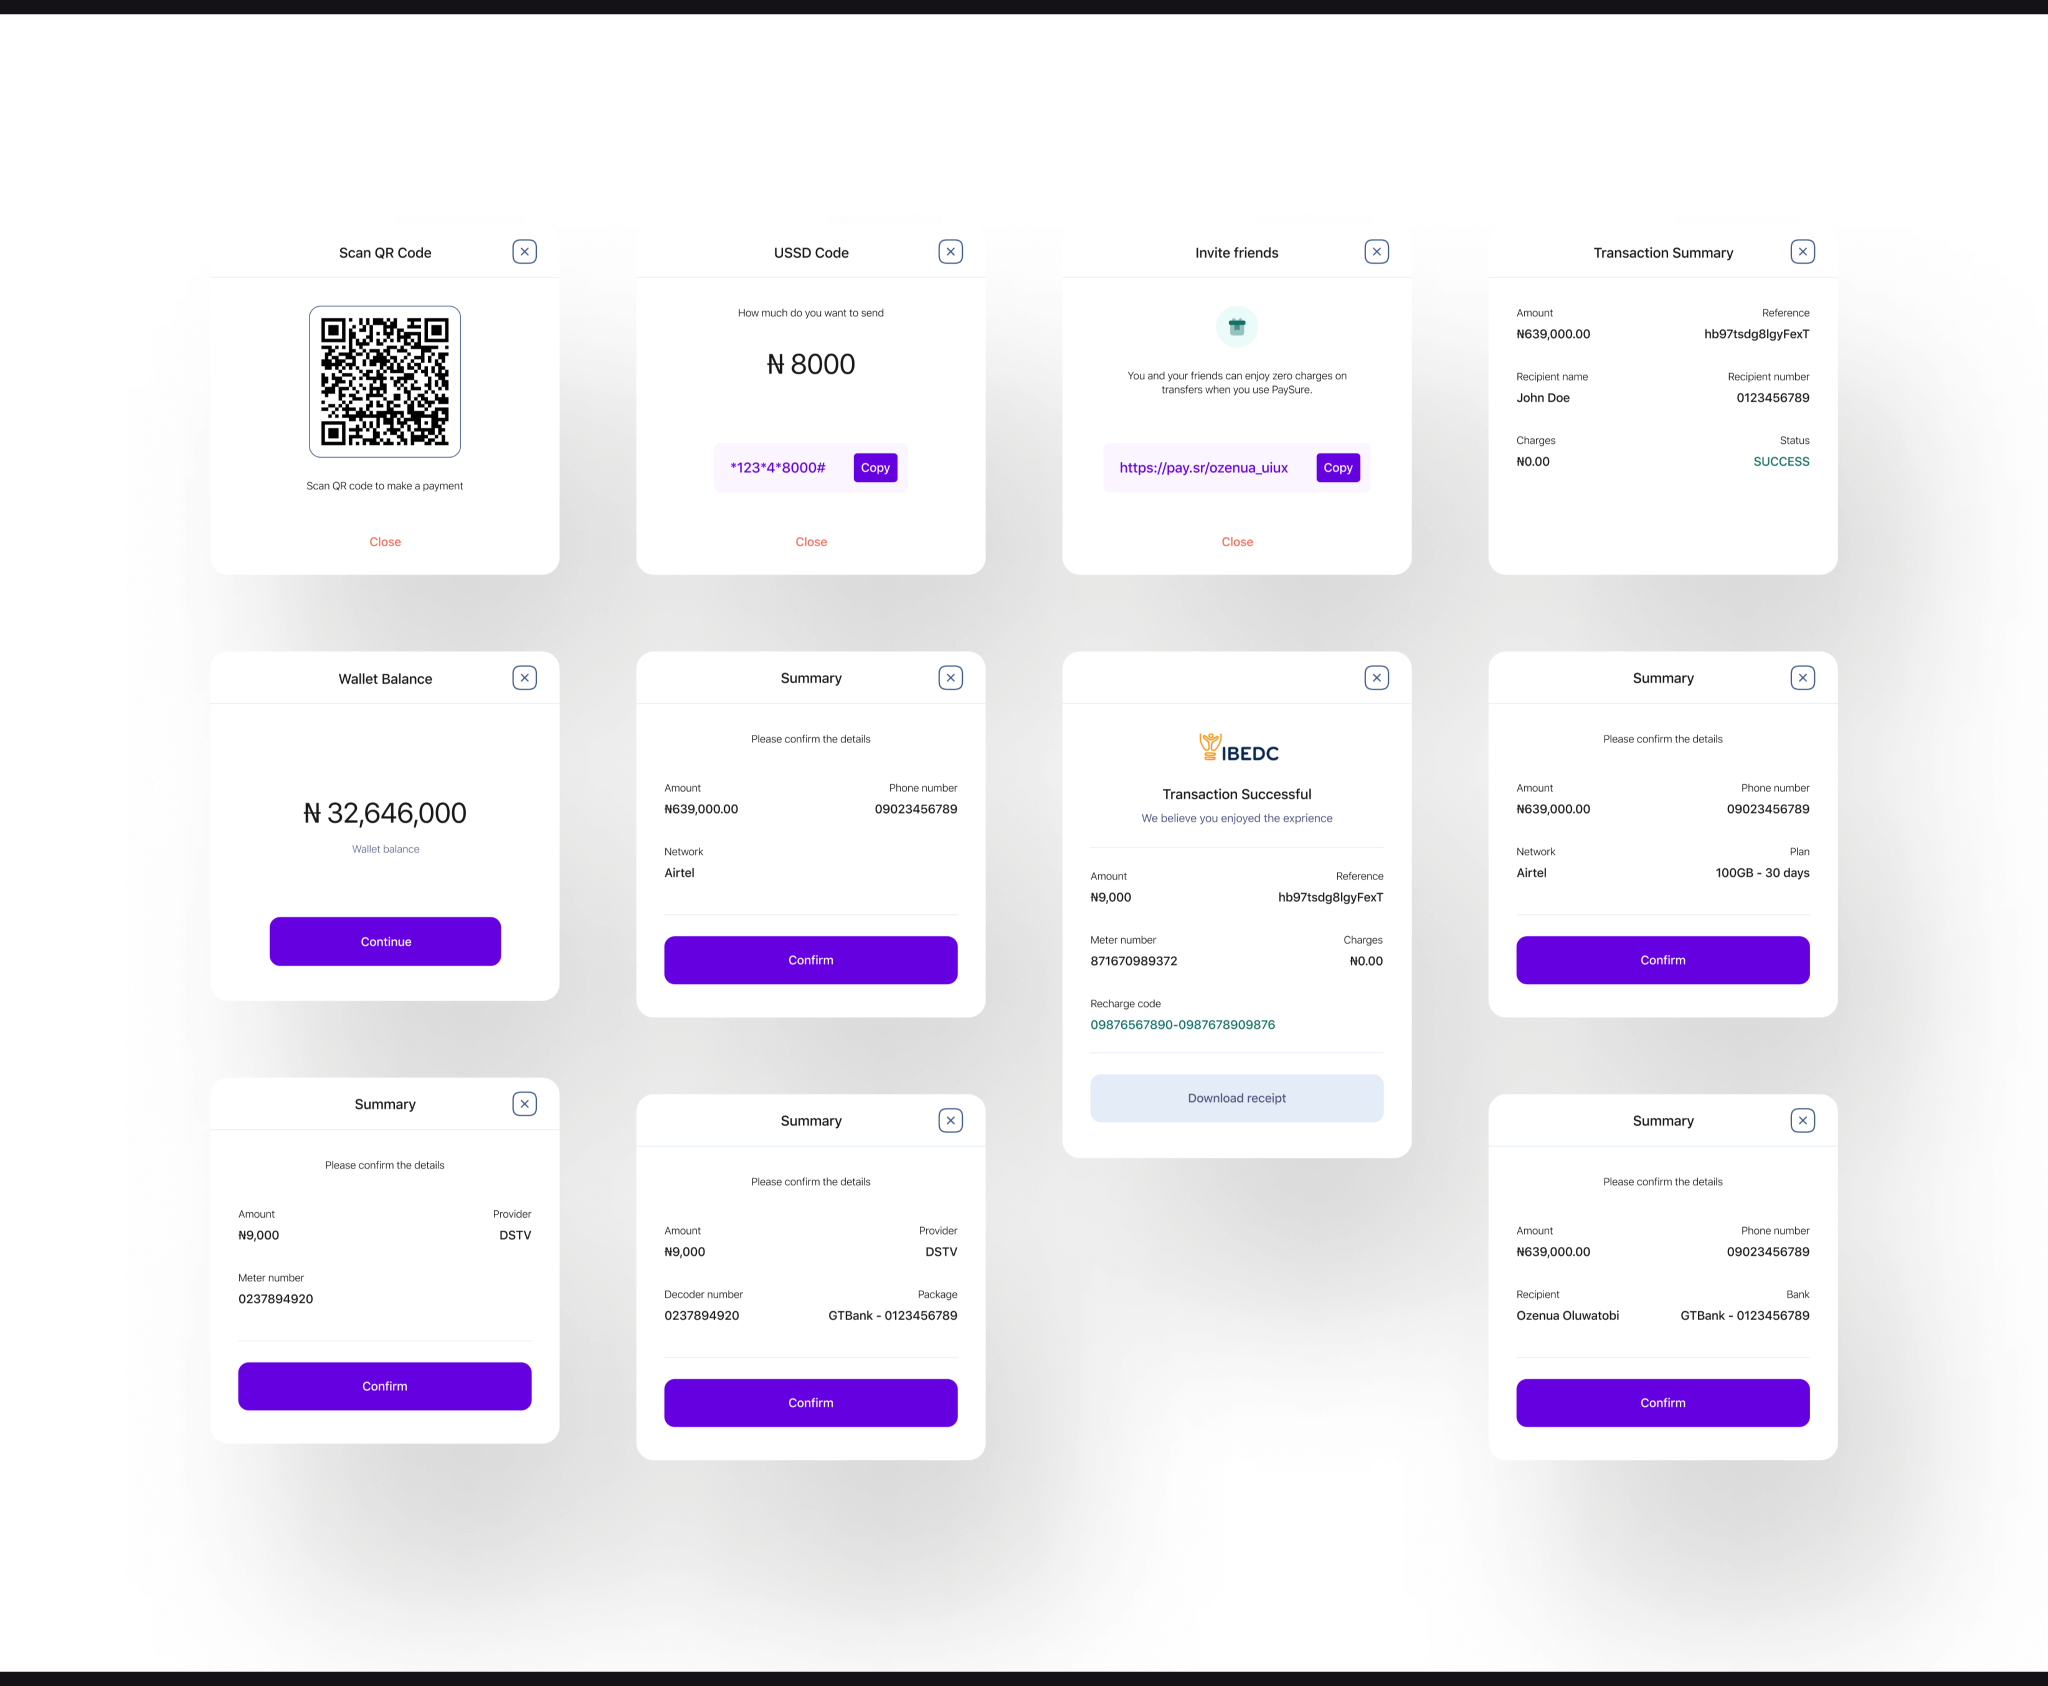 Scan QR Code
Scan QR code to make a payment
Close
USSD Code
How much do you want to send
₦ 8000
*123*4*8000#
Copy
Close
Invite friends
You and your friends can enjoy zero charges on
transfers when you use PaySure.
https://pay.sr/ozenua_uiux
Copy
Close
Transaction Summary
Amount
Reference
₦639,000.00
hb97tsdg8lgyFexT
Recipient name
Recipient number
John Doe
0123456789
Charges
Status
₦0.00
SUCCESS
Wallet Balance
₦ 32,646,000
Wallet balance
Continue
Summary
Please confirm the details
Amount
Phone number
₦639,000.00
09023456789
Network
Airtel
Confirm
IBEDC
Transaction Successful
We believe you enjoyed the exprience
Amount
Reference
₦9,000
hb97tsdg8lgyFexT
Meter number
Charges
871670989372
₦0.00
Recharge code
09876567890-0987678909876
Download receipt
Summary
Please confirm the details
Amount
Phone number
₦639,000.00
09023456789
Network
Plan
Airtel
100GB - 30 days
Confirm
Summary
Please confirm the details
Amount
Provider
₦9,000
DSTV
Meter number
0237894920
Confirm
Summary
Please confirm the details
Amount
Provider
₦9,000
DSTV
Decoder number
Package
0237894920
GTBank - 0123456789
Confirm
Summary
Please confirm the details
Amount
Phone number
₦639,000.00
09023456789
Recipient
Bank
Ozenua Oluwatobi
GTBank - 0123456789
Confirm